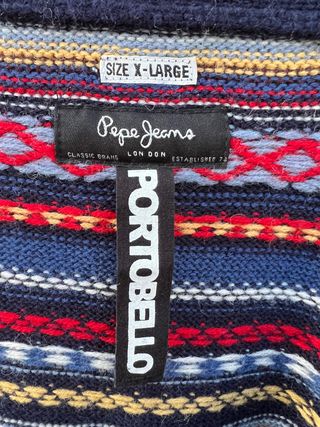 SIZE X-LARGE
Pepe Jeans
CLASSIC BRAND LONDON ESTABLISHED 73
PORTOBELLO